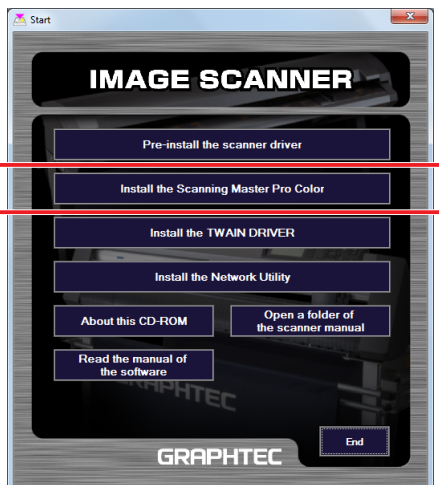 Start
IMAGE SCANNER
Pre-install the scanner driver
Install the Scanning Master Pro Color
Install the TWAIN DRIVER
Install the Network Utility
About this CD-ROM
Open a folder of
the scanner manual
Read the manual of
the software
GRAPHTEC
End
GRAPHTEC